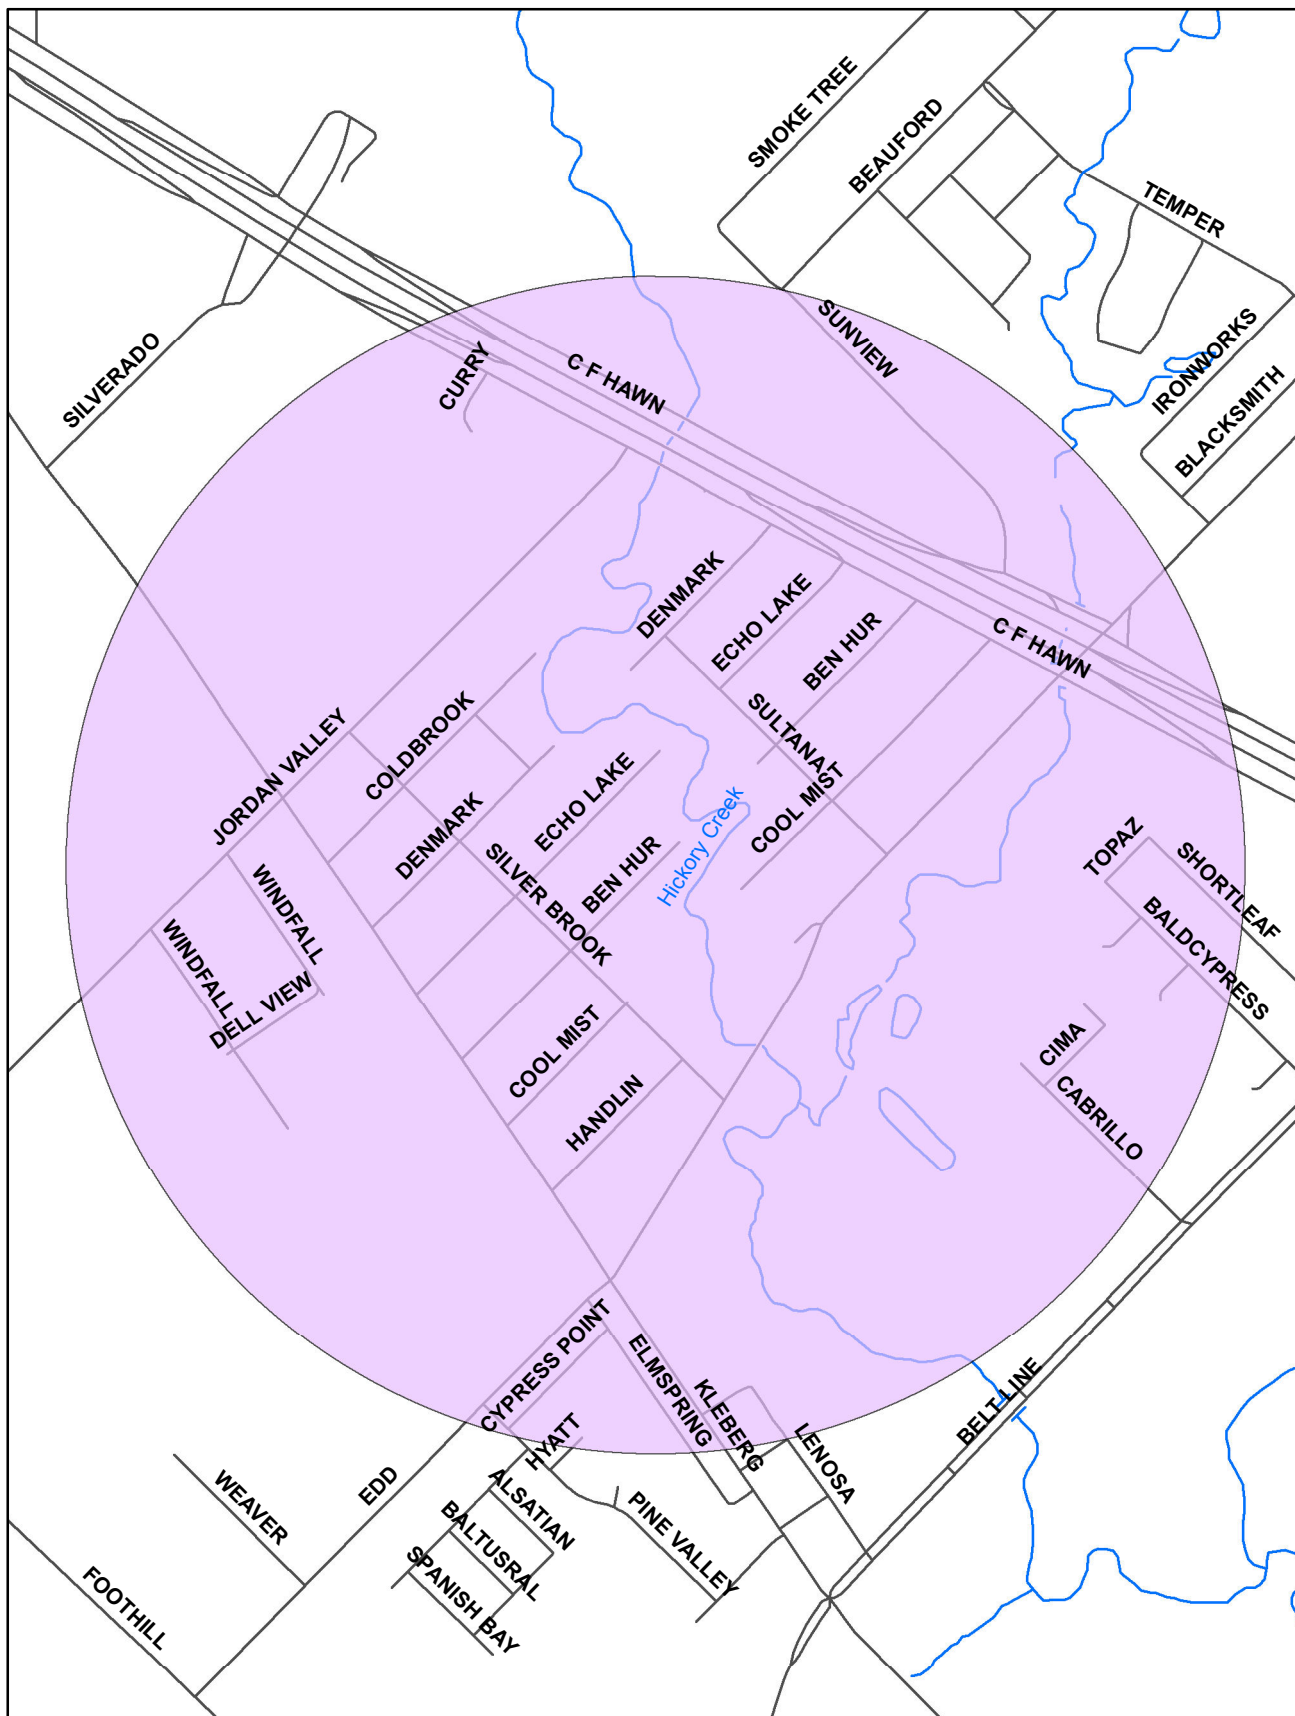 SMOKE TREE
BEAUFORD
TEMPER
SILVERADO
CURRY
C F HAWN
SUNVIEW
IRONWORKS
BLACKSMITH
DENMARK
ECHO LAKE
BEN HUR
C F HAWN
SULTANA
COOL MIST
JORDAN VALLEY
COLDBROOK
DENMARK
ECHO LAKE
BEN HUR
SILVER BROOK
Hickory Creek
TOPAZ
SHORTLEAF
BALDCYPRESS
WINDFALL
WINDFALL
DELL VIEW
COOL MIST
HANDLIN
CIMA
CABRILLO
CYPRESS POINT
ELMSPRING
KLEBERG
LENOSA
BELT LINE
HYATT
EDD
WEAVER
ALSATIAN
BALTUSRAL
SPANISH BAY
PINE VALLEY
FOOTHILL